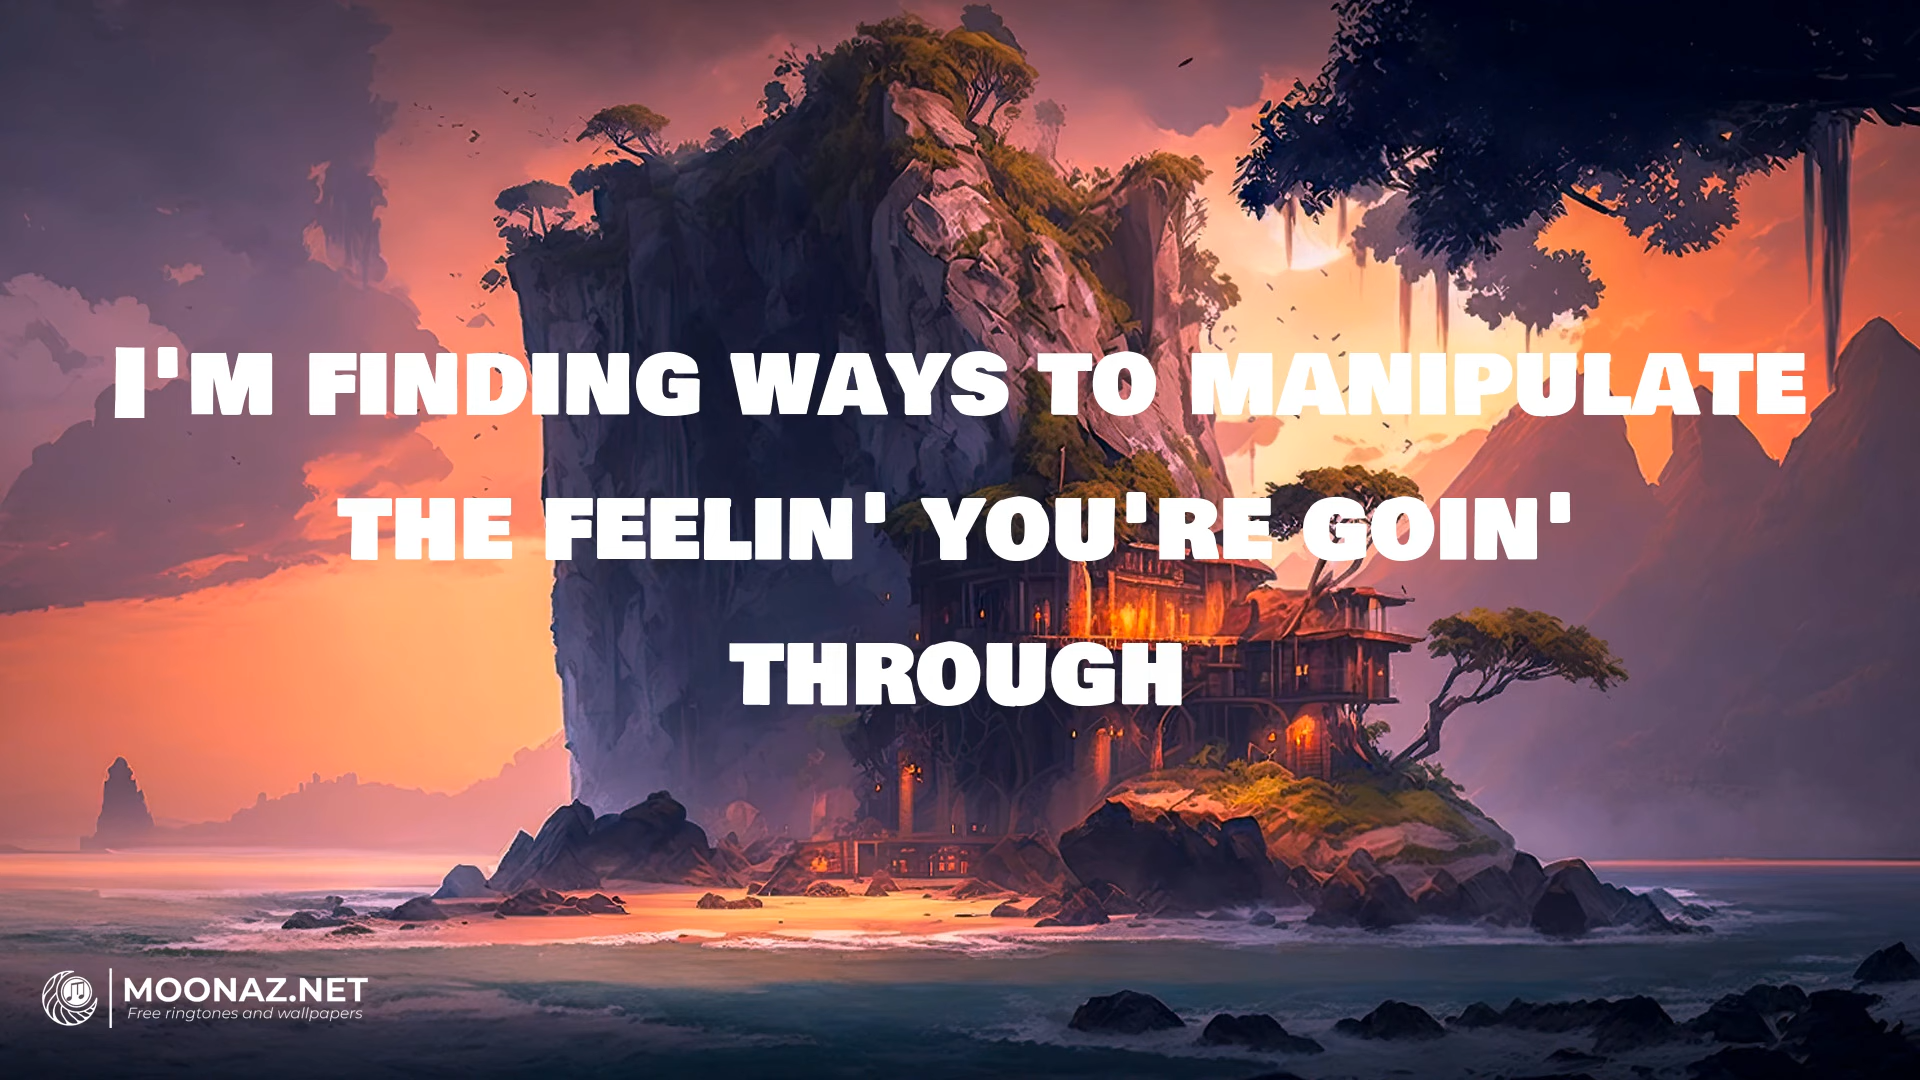 I'm finding ways to manipulate
the feelin' you're goin'
through
MOONAZ.NET
Free ringtones and wallpapers